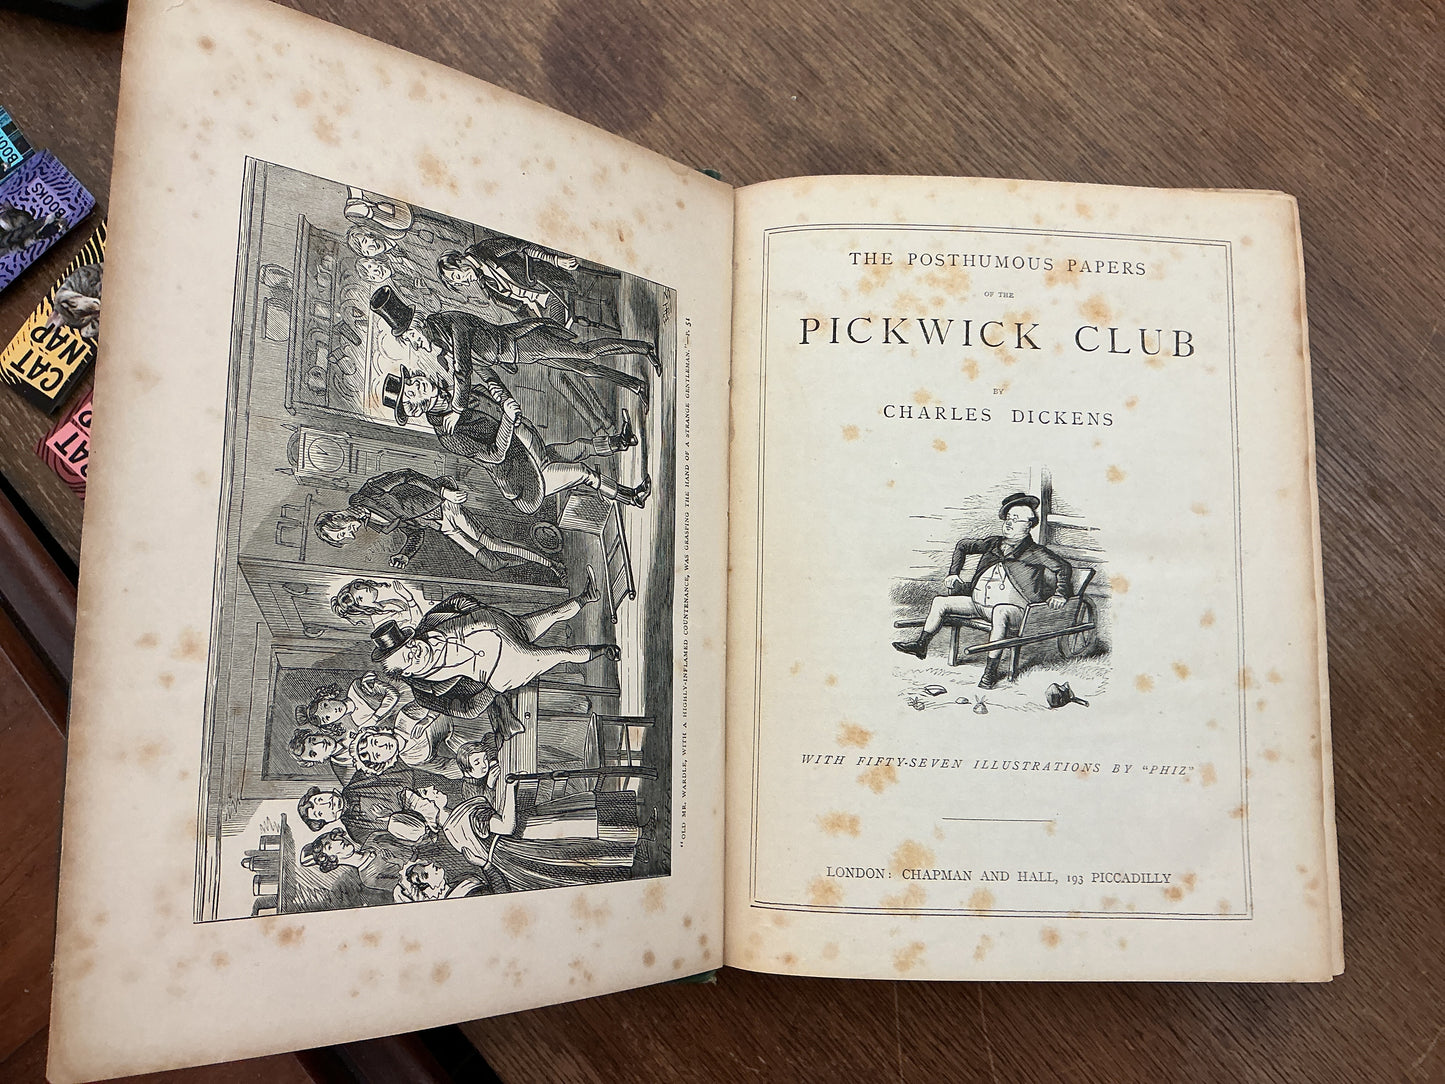 BOOKS
CAT
NAP
"OLD MR. WARDLE, WITH A HIGHLY-INFLAMED COUNTENANCE, WAS GRASPING THE HAND OF A STRANGE GENTLEMAN."—P. 51
THE POSTHUMOUS PAPERS
OF THE
PICKWICK CLUB
BY
CHARLES DICKENS
WITH FIFTY-SEVEN ILLUSTRATIONS BY "PHIZ"
LONDON: CHAPMAN AND HALL, 193 PICCADILLY